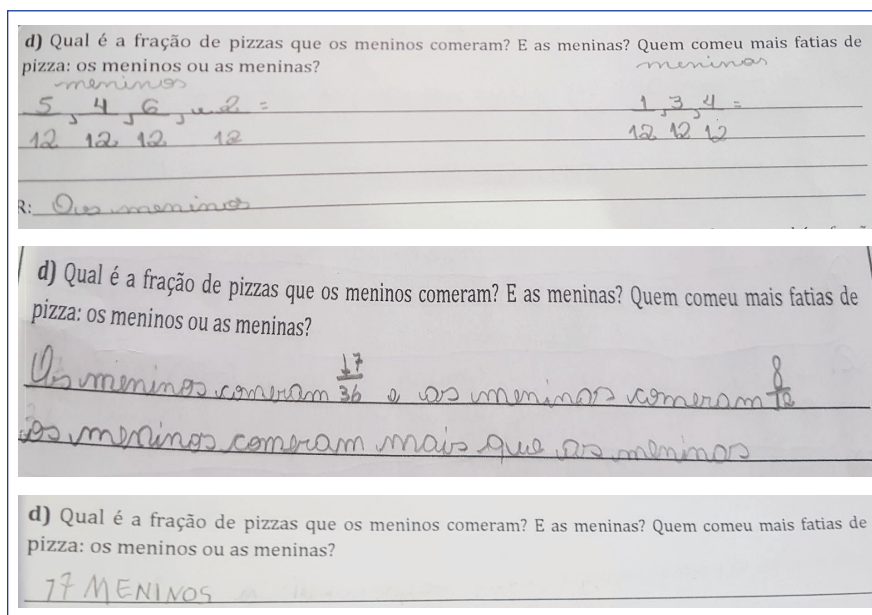 d) Qual é a fração de pizzas que os meninos comeram? E as meninas? Quem comeu mais fatias de
pizza: os meninos ou as meninas?
meninos
meninas
5/12, 4/12, 6/12, e 2/12 =
1/12, 3/12, 4/12 =
R: Os meninos
d) Qual é a fração de pizzas que os meninos comeram? E as meninas? Quem comeu mais fatias de
pizza: os meninos ou as meninas?
Os meninos comeram 17/36 e as meninas comeram 8/12
os meninos comeram mais que as meninas
d) Qual é a fração de pizzas que os meninos comeram? E as meninas? Quem comeu mais fatias de
pizza: os meninos ou as meninas?
17 MENINOS